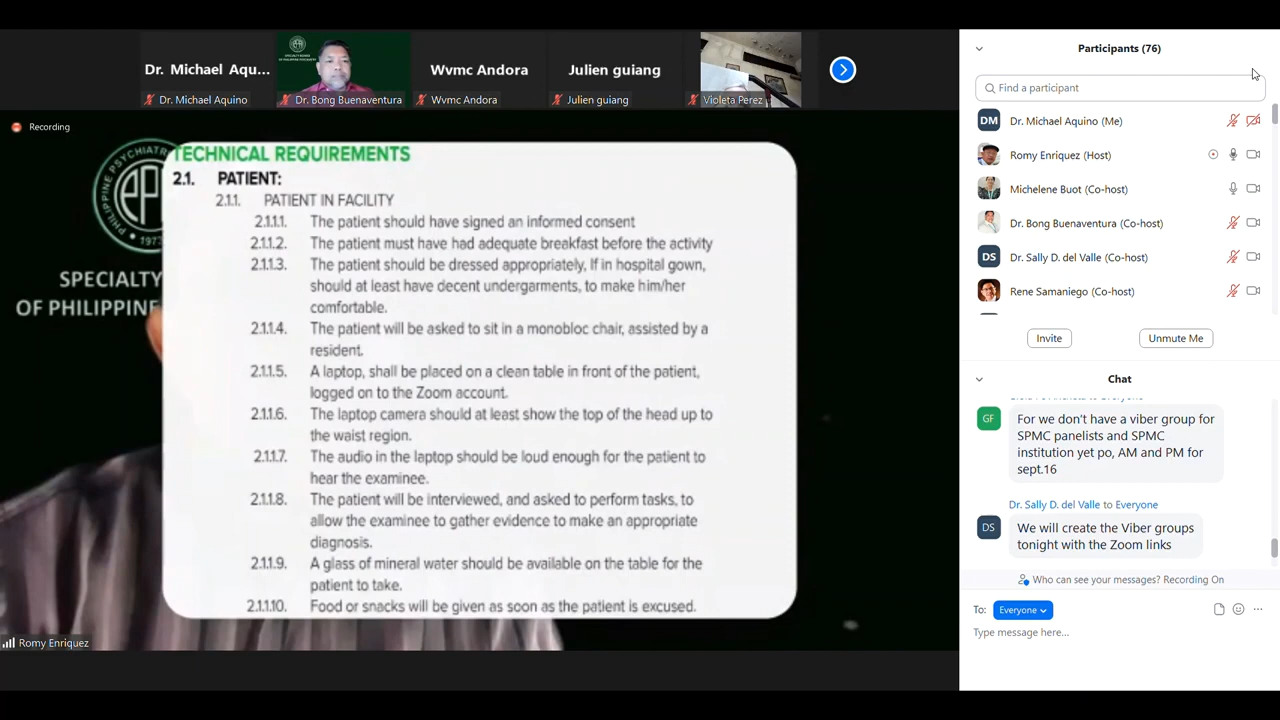 Dr. Michael Aqu...
Dr. Michael Aquino
Dr. Bong Buenaventura
Wvmc Andora
Wvmc Andora
Julien guiang
Julien guiang
Violeta Perez
Recording
PHILIPPINE PSYCHIATR
1973
SPECIALTY
OF PHILIPPINE
TECHNICAL REQUIREMENTS
2.1. PATIENT:
2.1.1. PATIENT IN FACILITY
2.1.1.1. The patient should have signed an informed consent
2.1.1.2. The patient must have had adequate breakfast before the activity
2.1.1.3. The patient should be dressed appropriately, If in hospital gown,
should at least have decent undergarments, to make him/her
comfortable.
2.1.1.4. The patient will be asked to sit in a monobloc chair, assisted by a
resident.
2.1.1.5. A laptop, shall be placed on a clean table in front of the patient,
logged on to the Zoom account.
2.1.1.6. The laptop camera should at least show the top of the head up to
the waist region.
2.1.1.7. The audio in the laptop should be loud enough for the patient to
hear the examinee.
2.1.1.8. The patient will be interviewed, and asked to perform tasks, to
allow the examinee to gather evidence to make an appropriate
diagnosis.
2.1.1.9. A glass of mineral water should be available on the table for the
patient to take.
2.1.1.10. Food or snacks will be given as soon as the patient is excused.
Romy Enriquez
Participants (76)
Find a participant
DM Dr. Michael Aquino (Me)
Romy Enriquez (Host)
Michelene Buot (Co-host)
Dr. Bong Buenaventura (Co-host)
DS Dr. Sally D. del Valle (Co-host)
Rene Samaniego (Co-host)
Invite Unmute Me
Chat
to Everyone
GF For we don't have a viber group for
SPMC panelists and SPMC
institution yet po, AM and PM for
sept.16
Dr. Sally D. del Valle to Everyone
DS We will create the Viber groups
tonight with the Zoom links
Who can see your messages? Recording On
To: Everyone
Type message here...